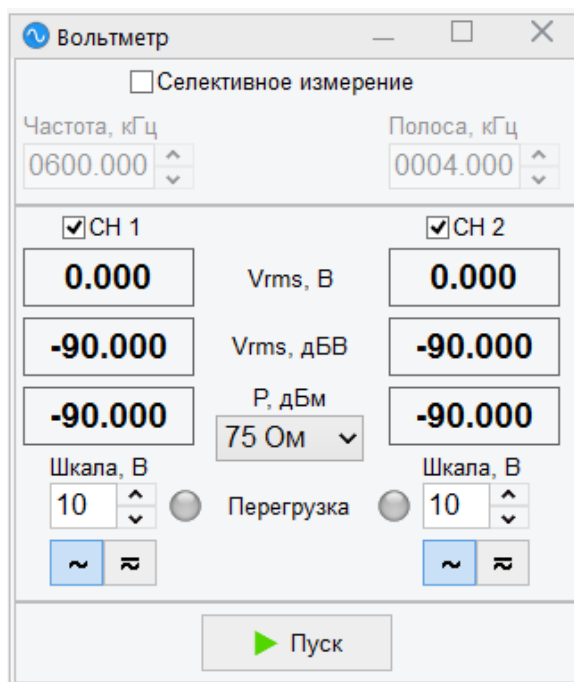 Вольтметр
Селективное измерение
Частота, кГц Полоса, кГц
0600.000 0004.000
CH 1 CH 2
0.000 Vrms, В 0.000
-90.000 Vrms, дБВ -90.000
P, дБм
-90.000 75 Ом -90.000
Шкала, В Шкала, В
10 Перегрузка 10
~ ≂ ~ ≂
Пуск